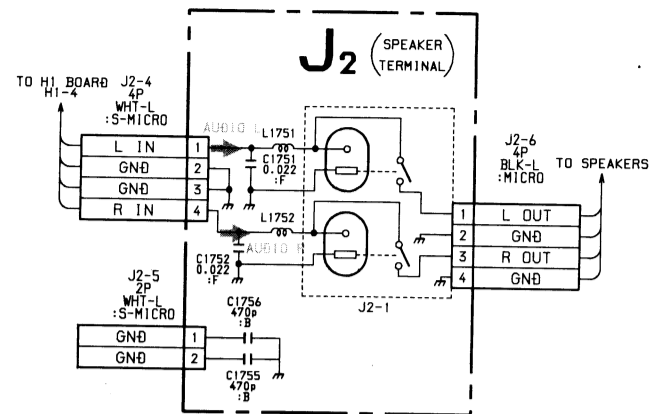 J2
(SPEAKER
TERMINAL)
TO H1 BOARD
H1-4
J2-4
4P
WHT-L
:S-MICRO
L IN 1
GND 2
GND 3
R IN 4
AUDIO L
L1751
C1751
0.022
:F
L1752
AUDIO R
C1752
0.022
:F
J2-1
J2-6
4P
BLK-L
:MICRO
TO SPEAKERS
1 L OUT
2 GND
3 R OUT
4 GND
J2-5
2P
WHT-L
:S-MICRO
GND 1
GND 2
C1756
470p
:B
C1755
470p
:B